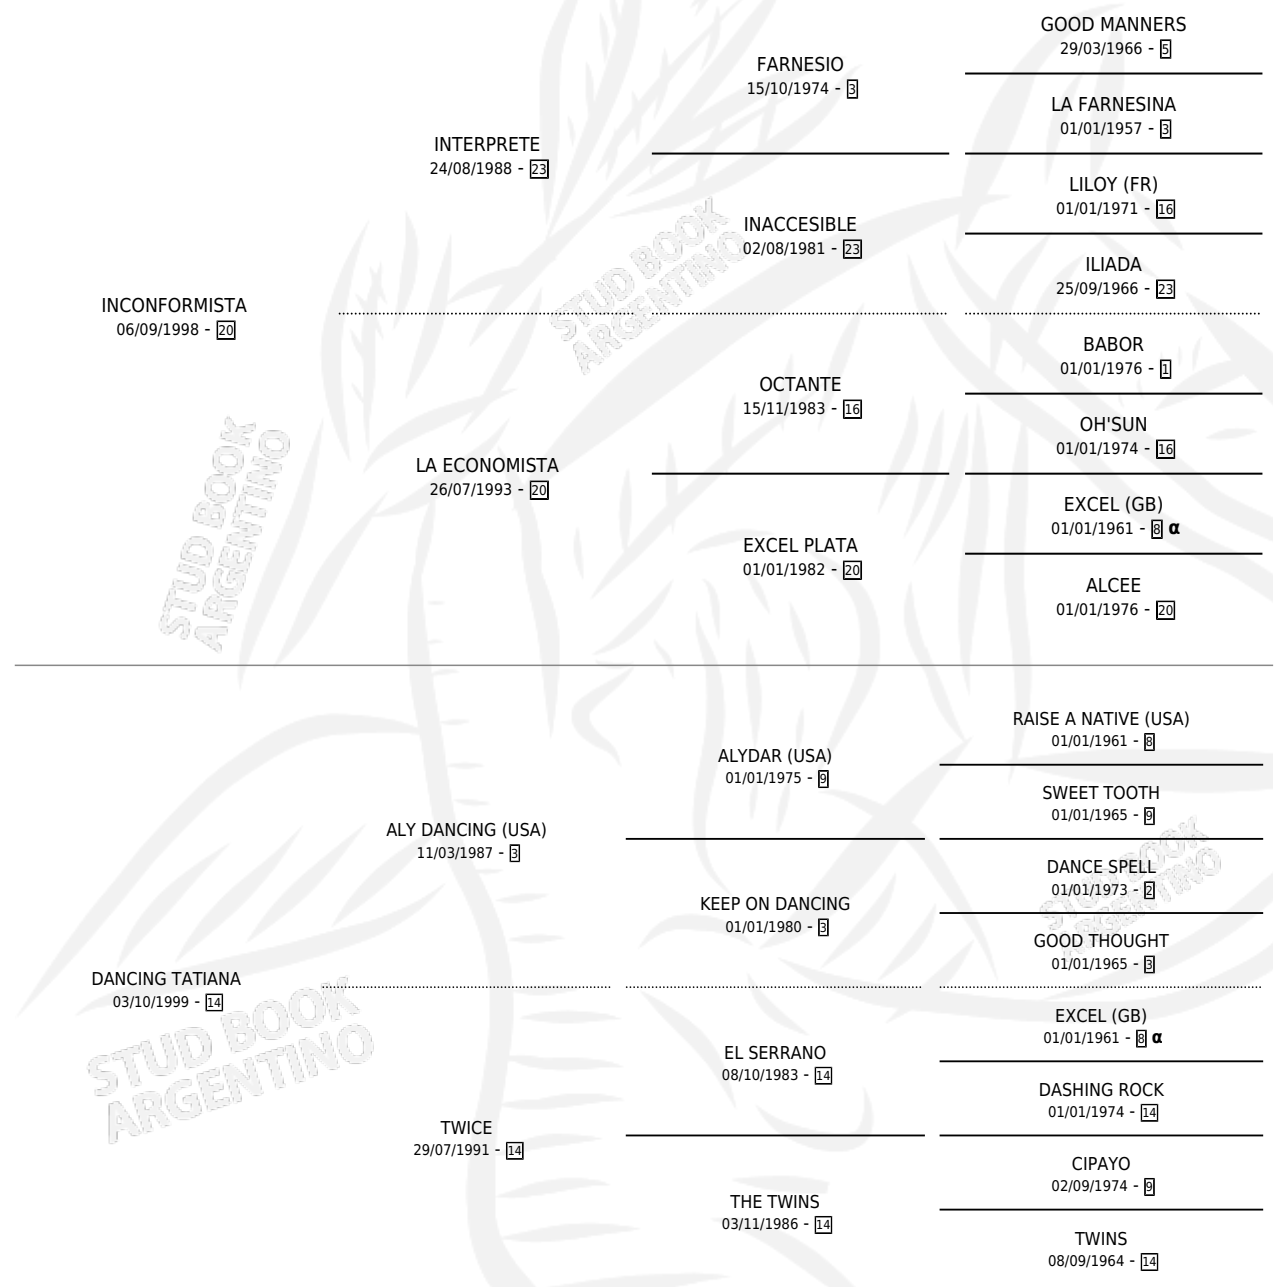 GOOD MANNERS
29/03/1966 - 5
FARNESIO
15/10/1974 - 3
LA FARNESINA
01/01/1957 - 3
INTERPRETE
24/08/1988 - 23
LILOY (FR)
01/01/1971 - 16
INACCESIBLE
02/08/1981 - 23
ILIADA
25/09/1966 - 23
INCONFORMISTA
06/09/1998 - 20
BABOR
01/01/1976 - 1
OCTANTE
15/11/1983 - 16
OH'SUN
01/01/1974 - 16
LA ECONOMISTA
26/07/1993 - 20
EXCEL (GB)
01/01/1961 - 8 α
EXCEL PLATA
01/01/1982 - 20
ALCEE
01/01/1976 - 20
RAISE A NATIVE (USA)
01/01/1961 - 8
ALYDAR (USA)
01/01/1975 - 9
SWEET TOOTH
01/01/1965 - 9
ALY DANCING (USA)
11/03/1987 - 3
DANCE SPELL
01/01/1973 - 2
KEEP ON DANCING
01/01/1980 - 3
GOOD THOUGHT
01/01/1965 - 3
DANCING TATIANA
03/10/1999 - 14
EXCEL (GB)
01/01/1961 - 8 α
EL SERRANO
08/10/1983 - 14
DASHING ROCK
01/01/1974 - 14
TWICE
29/07/1991 - 14
CIPAYO
02/09/1974 - 9
THE TWINS
03/11/1986 - 14
TWINS
08/09/1964 - 14
STUD BOOK
ARGENTINO
STUD BOOK
ARGENTINO
STUD BOOK
ARGENTINO
STUD BOOK
ARGENTINO